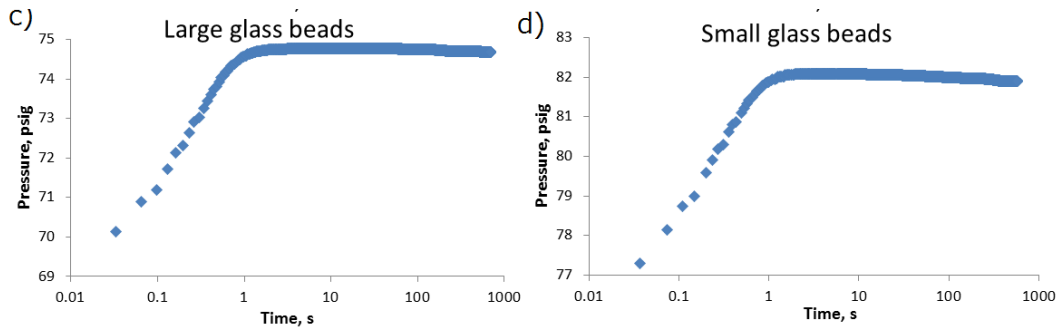 c)
Large glass beads
Pressure, psig
75
74
73
72
71
70
69
0.01 0.1 1 10 100 1000
Time, s
d)
Small glass beads
Pressure, psig
83
82
81
80
79
78
77
0.01 0.1 1 10 100 1000
Time, s